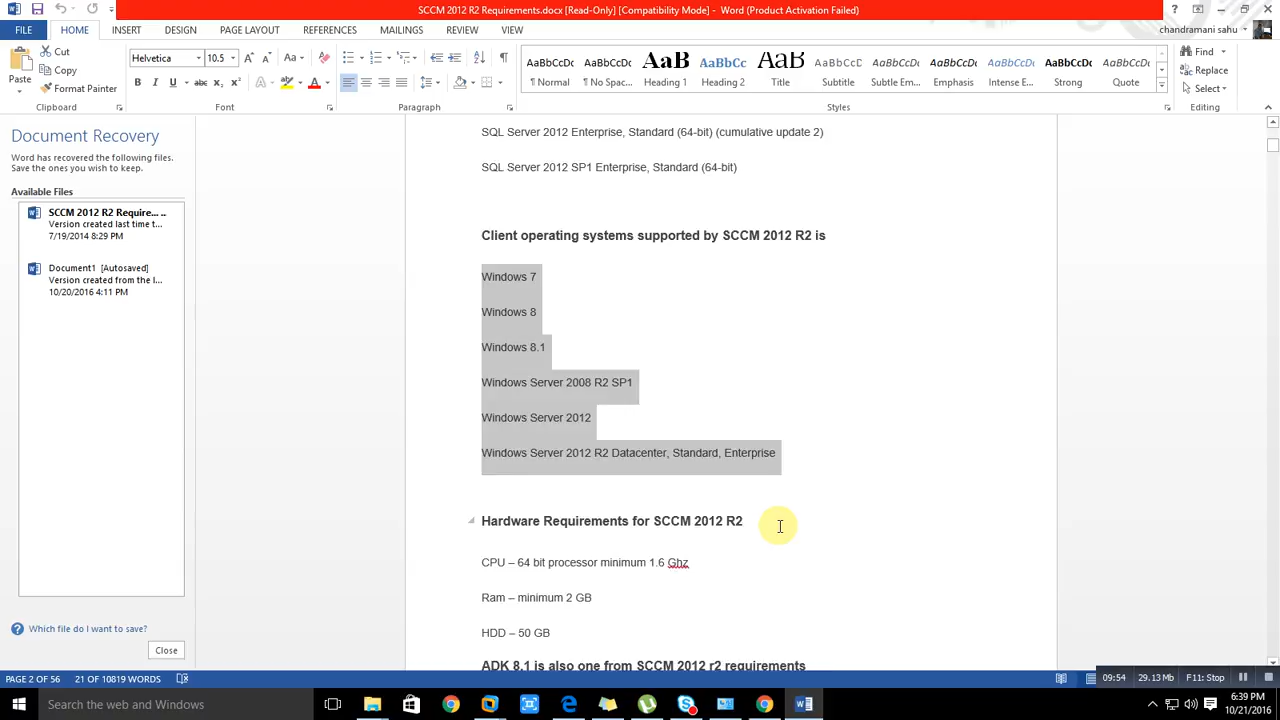 SCCM 2012 R2 Requirements.docx [Read-Only] [Compatibility Mode] - Word (Product Activation Failed)
FILE HOME INSERT DESIGN PAGE LAYOUT REFERENCES MAILINGS REVIEW VIEW chandramani sahu
Paste
Cut
Copy
Format Painter
Clipboard
Helvetica 10.5
Font
Paragraph
AaBbCcDc AaBbCcDc AaB AaBbCc AaB AaBbCcD AaBbCcDc AaBbCcDc AaBbCcDc AaBbCcDc AaBbCcDc
¶ Normal ¶ No Spac... Heading 1 Heading 2 Title Subtitle Subtle Em... Emphasis Intense E... Strong Quote
Styles
Find
Replace
Select
Editing
Document Recovery
Word has recovered the following files.
Save the ones you wish to keep.
Available Files
SCCM 2012 R2 Require... ..
Version created last time t...
7/19/2014 8:29 PM
Document1 [Autosaved]
Version created from the l...
10/20/2016 4:11 PM
Which file do I want to save?
Close
SQL Server 2012 Enterprise, Standard (64-bit) (cumulative update 2)
SQL Server 2012 SP1 Enterprise, Standard (64-bit)
Client operating systems supported by SCCM 2012 R2 is
Windows 7
Windows 8
Windows 8.1
Windows Server 2008 R2 SP1
Windows Server 2012
Windows Server 2012 R2 Datacenter, Standard, Enterprise
Hardware Requirements for SCCM 2012 R2
CPU – 64 bit processor minimum 1.6 Ghz
Ram – minimum 2 GB
HDD – 50 GB
ADK 8.1 is also one from SCCM 2012 r2 requirements
PAGE 2 OF 56 21 OF 10819 WORDS
09:54 29.13 Mb F11: Stop
Search the web and Windows
6:39 PM
10/21/2016